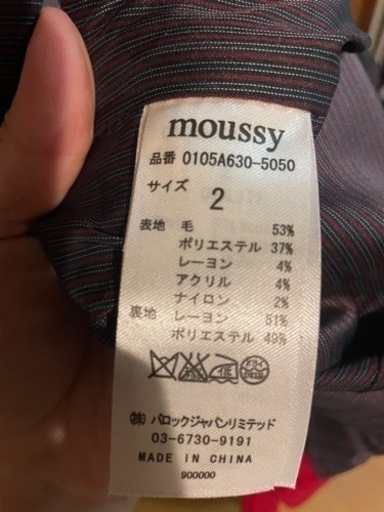 moussy
品番 0105A630-5050
サイズ 2
表地 毛 53%
ポリエステル 37%
レーヨン 4%
アクリル 4%
ナイロン 2%
裏地 レーヨン 51%
ポリエステル 49%
㈱ バロックジャパンリミテッド
03-6730-9191
MADE IN CHINA
900000